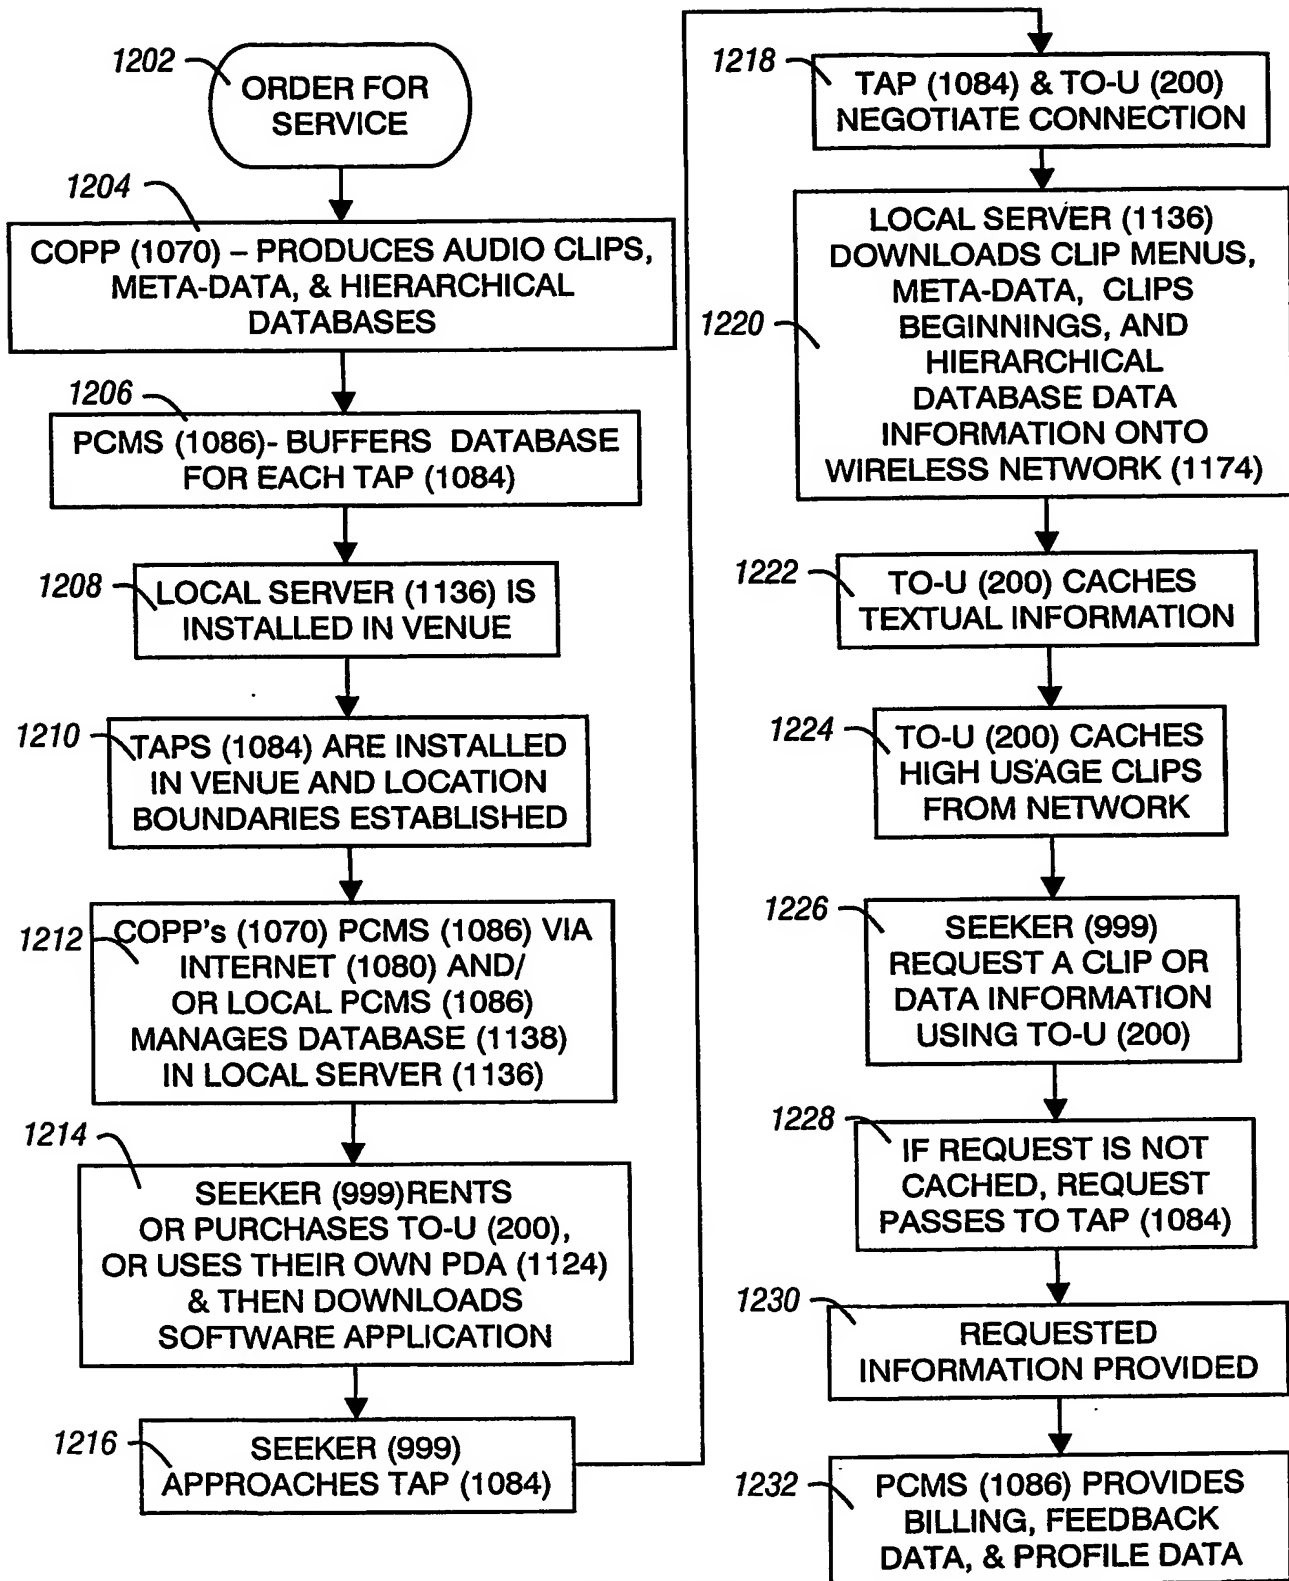 1202
ORDER FOR
SERVICE
1204
COPP (1070) – PRODUCES AUDIO CLIPS,
META-DATA, & HIERARCHICAL
DATABASES
1206
PCMS (1086)- BUFFERS DATABASE
FOR EACH TAP (1084)
1208
LOCAL SERVER (1136) IS
INSTALLED IN VENUE
1210
TAPS (1084) ARE INSTALLED
IN VENUE AND LOCATION
BOUNDARIES ESTABLISHED
1212
COPP's (1070) PCMS (1086) VIA
INTERNET (1080) AND/
OR LOCAL PCMS (1086)
MANAGES DATABASE (1138)
IN LOCAL SERVER (1136)
1214
SEEKER (999)RENTS
OR PURCHASES TO-U (200),
OR USES THEIR OWN PDA (1124)
& THEN DOWNLOADS
SOFTWARE APPLICATION
1216
SEEKER (999)
APPROACHES TAP (1084)
1218
TAP (1084) & TO-U (200)
NEGOTIATE CONNECTION
1220
LOCAL SERVER (1136)
DOWNLOADS CLIP MENUS,
META-DATA, CLIPS
BEGINNINGS, AND
HIERARCHICAL
DATABASE DATA
INFORMATION ONTO
WIRELESS NETWORK (1174)
1222
TO-U (200) CACHES
TEXTUAL INFORMATION
1224
TO-U (200) CACHES
HIGH USAGE CLIPS
FROM NETWORK
1226
SEEKER (999)
REQUEST A CLIP OR
DATA INFORMATION
USING TO-U (200)
1228
IF REQUEST IS NOT
CACHED, REQUEST
PASSES TO TAP (1084)
1230
REQUESTED
INFORMATION PROVIDED
1232
PCMS (1086) PROVIDES
BILLING, FEEDBACK
DATA, & PROFILE DATA